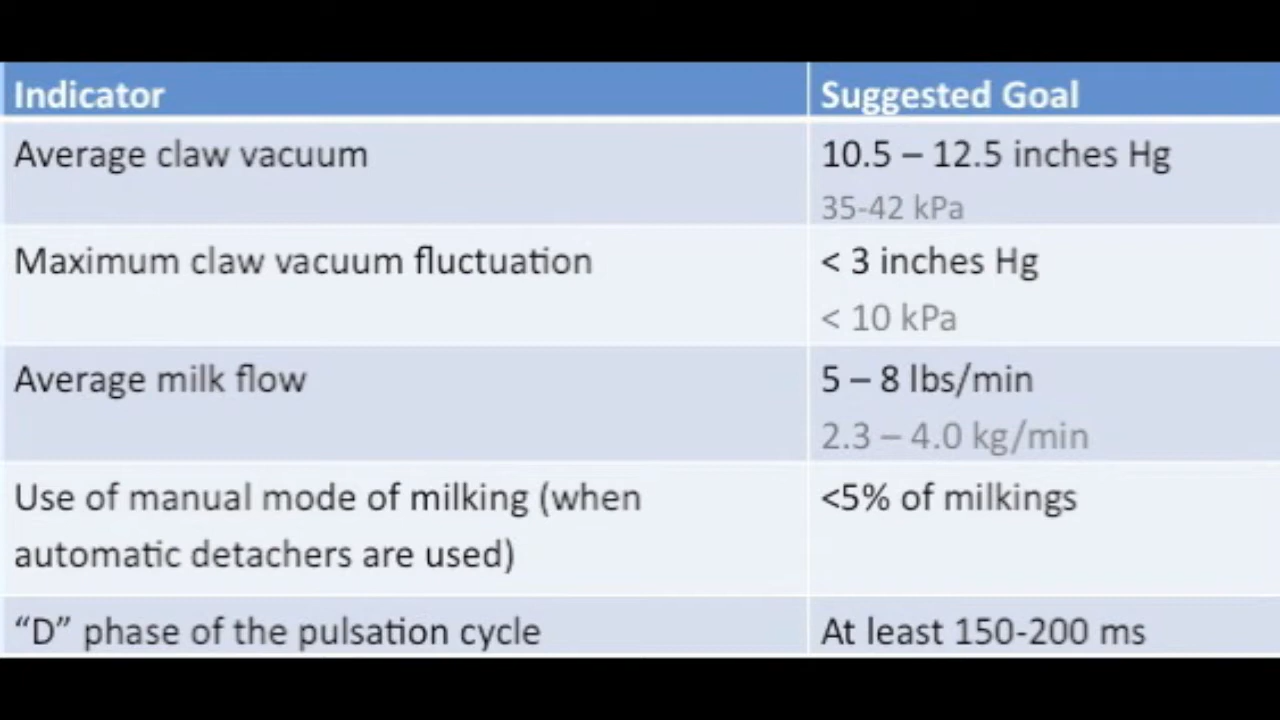 Indicator
Suggested Goal
Average claw vacuum
10.5 – 12.5 inches Hg
35-42 kPa
Maximum claw vacuum fluctuation
< 3 inches Hg
< 10 kPa
Average milk flow
5 – 8 lbs/min
2.3 – 4.0 kg/min
Use of manual mode of milking (when
automatic detachers are used)
<5% of milkings
“D” phase of the pulsation cycle
At least 150-200 ms